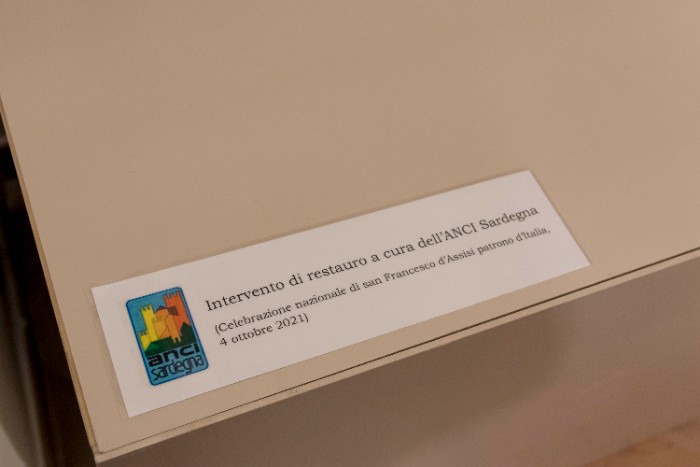 Intervento di restauro a cura dell'ANCI Sardegna
(Celebrazione nazionale di san Francesco d'Assisi patrono d'Italia,
4 ottobre 2021)
anci
sardegna